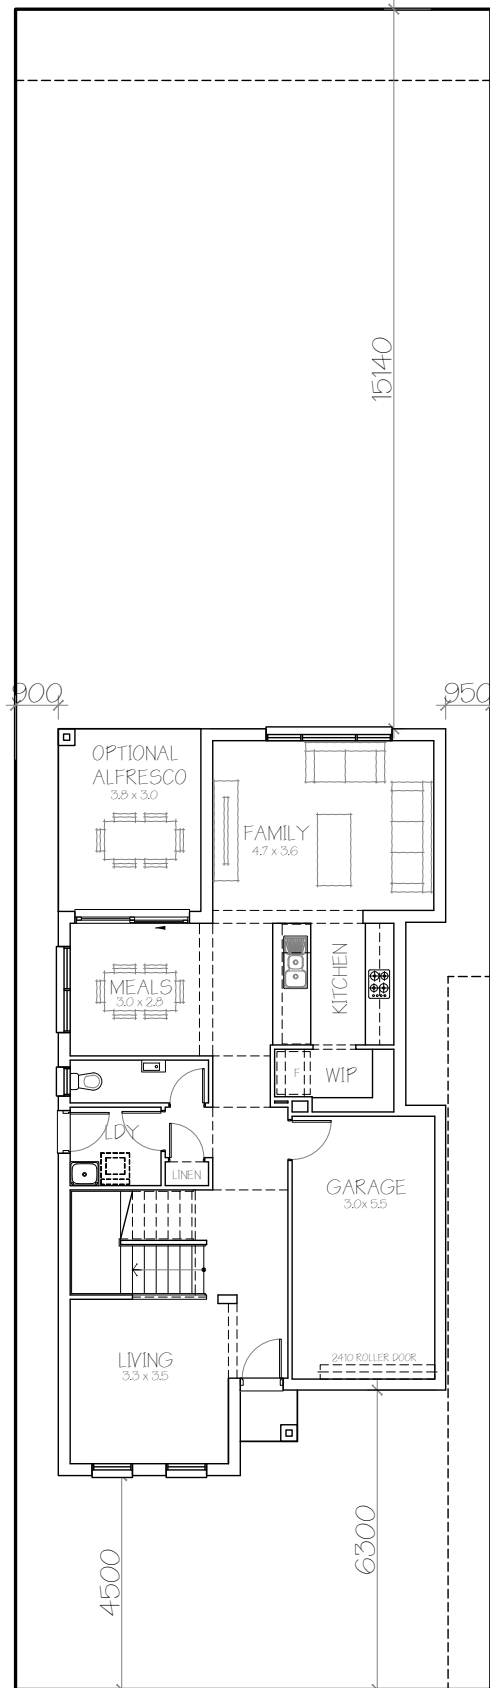 15140
900
950
OPTIONAL
ALFRESCO
3.8 x 3.0
FAMILY
4.7 x 3.6
KITCHEN
MEALS
3.0 x 2.8
F
WIP
LDY
LINEN
GARAGE
3.0x 5.5
LIVING
3.3 x 3.5
2410 ROLLER DOOR
4500
6300